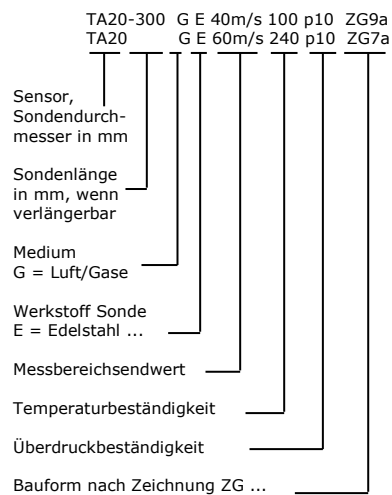 TA20-300 G E 40m/s 100 p10 ZG9a
TA20 G E 60m/s 240 p10 ZG7a
Sensor,
Sondendurch-
messer in mm
Sondenlänge
in mm, wenn
verlängerbar
Medium
G = Luft/Gase
Werkstoff Sonde
E = Edelstahl ...
Messbereichsendwert
Temperaturbeständigkeit
Überdruckbeständigkeit
Bauform nach Zeichnung ZG ...